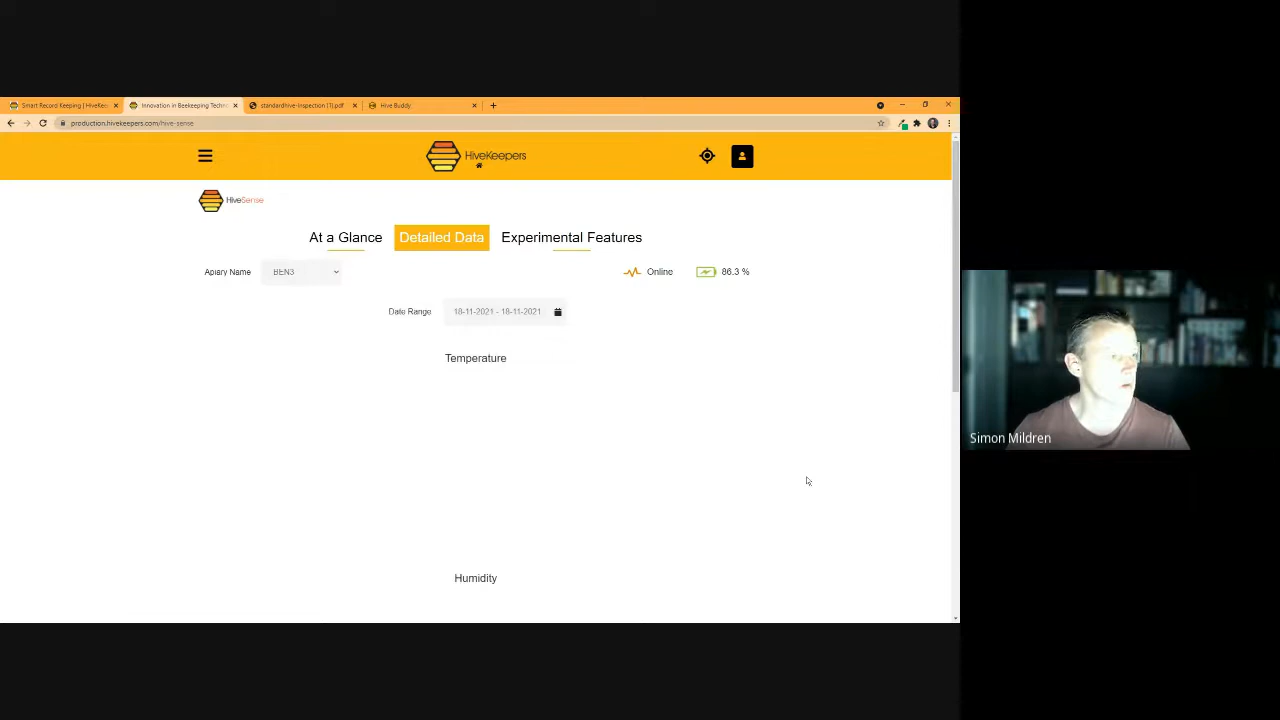 Smart Record Keeping | HiveKee
Innovation in Beekeeping Techno
standardhive-inspection (1).pdf
Hive Buddy
production.hivekeepers.com/hive-sense
HiveKeepers
HiveSense
At a Glance
Detailed Data
Experimental Features
Apiary Name
BEN3
Online
86.3 %
Date Range
18-11-2021 - 18-11-2021
Temperature
Simon Mildren
Humidity